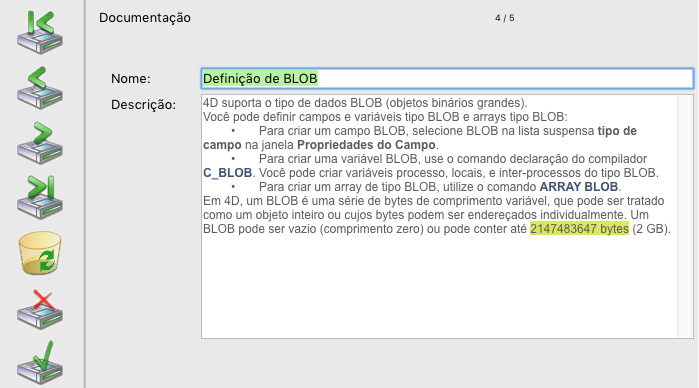 Documentação
4 / 5
Nome:
Definição de BLOB
Descrição:
4D suporta o tipo de dados BLOB (objetos binários grandes).
Você pode definir campos e variáveis tipo BLOB e arrays tipo BLOB:
• Para criar um campo BLOB, selecione BLOB na lista suspensa tipo de
campo na janela Propriedades do Campo.
• Para criar uma variável BLOB, use o comando declaração do compilador
C_BLOB. Você pode criar variáveis processo, locais, e inter-processos do tipo BLOB.
• Para criar um array de tipo BLOB, utilize o comando ARRAY BLOB.
Em 4D, um BLOB é uma série de bytes de comprimento variável, que pode ser tratado
como um objeto inteiro ou cujos bytes podem ser endereçados individualmente. Um
BLOB pode ser vazio (comprimento zero) ou pode conter até 2147483647 bytes (2 GB).